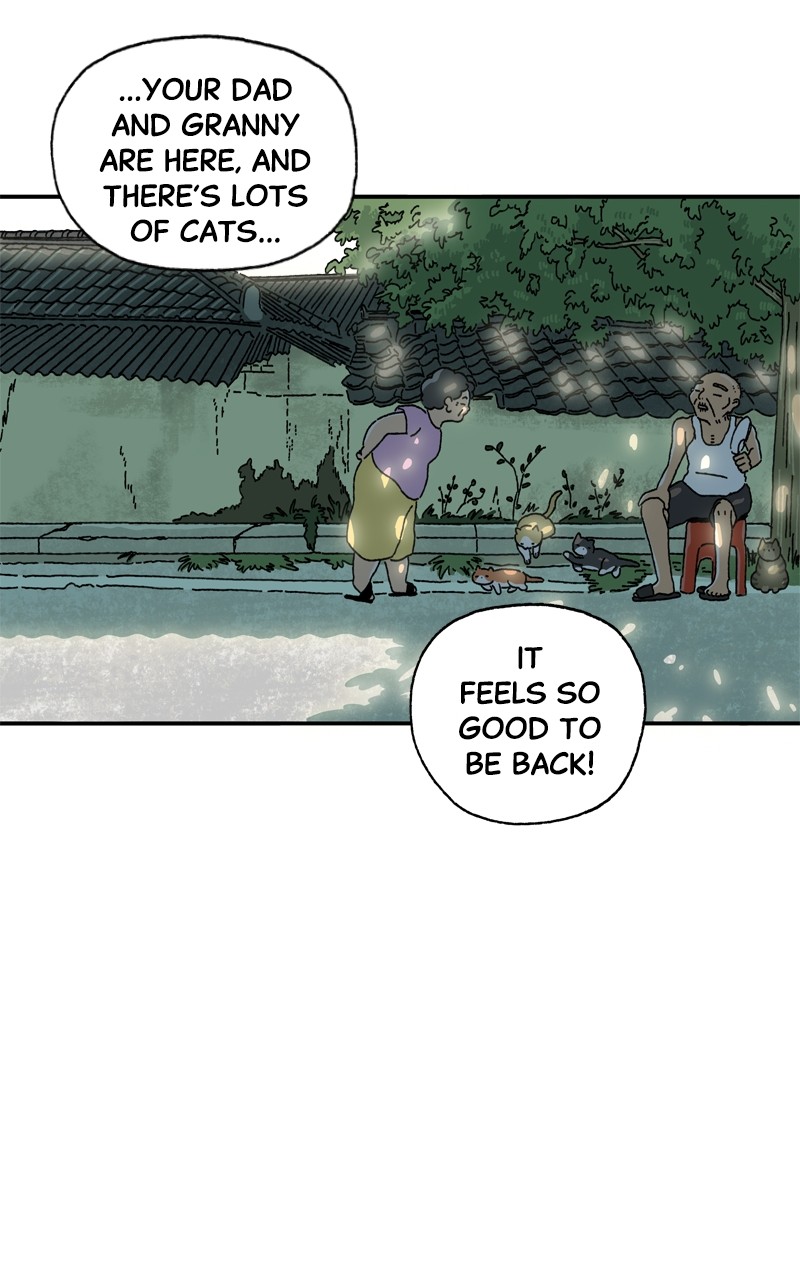 ...YOUR DAD
AND GRANNY
ARE HERE, AND
THERE'S LOTS
OF CATS...
IT
FEELS SO
GOOD TO
BE BACK!